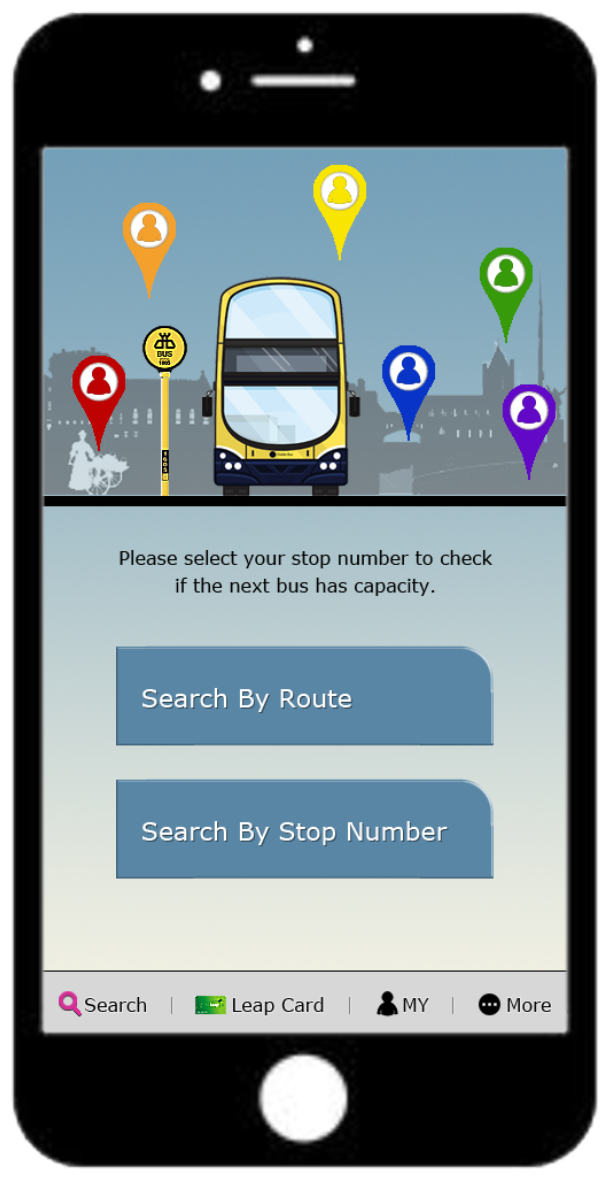 BUS
Please select your stop number to check
if the next bus has capacity.
Search By Route
Search By Stop Number
Search
Leap Card
MY
More